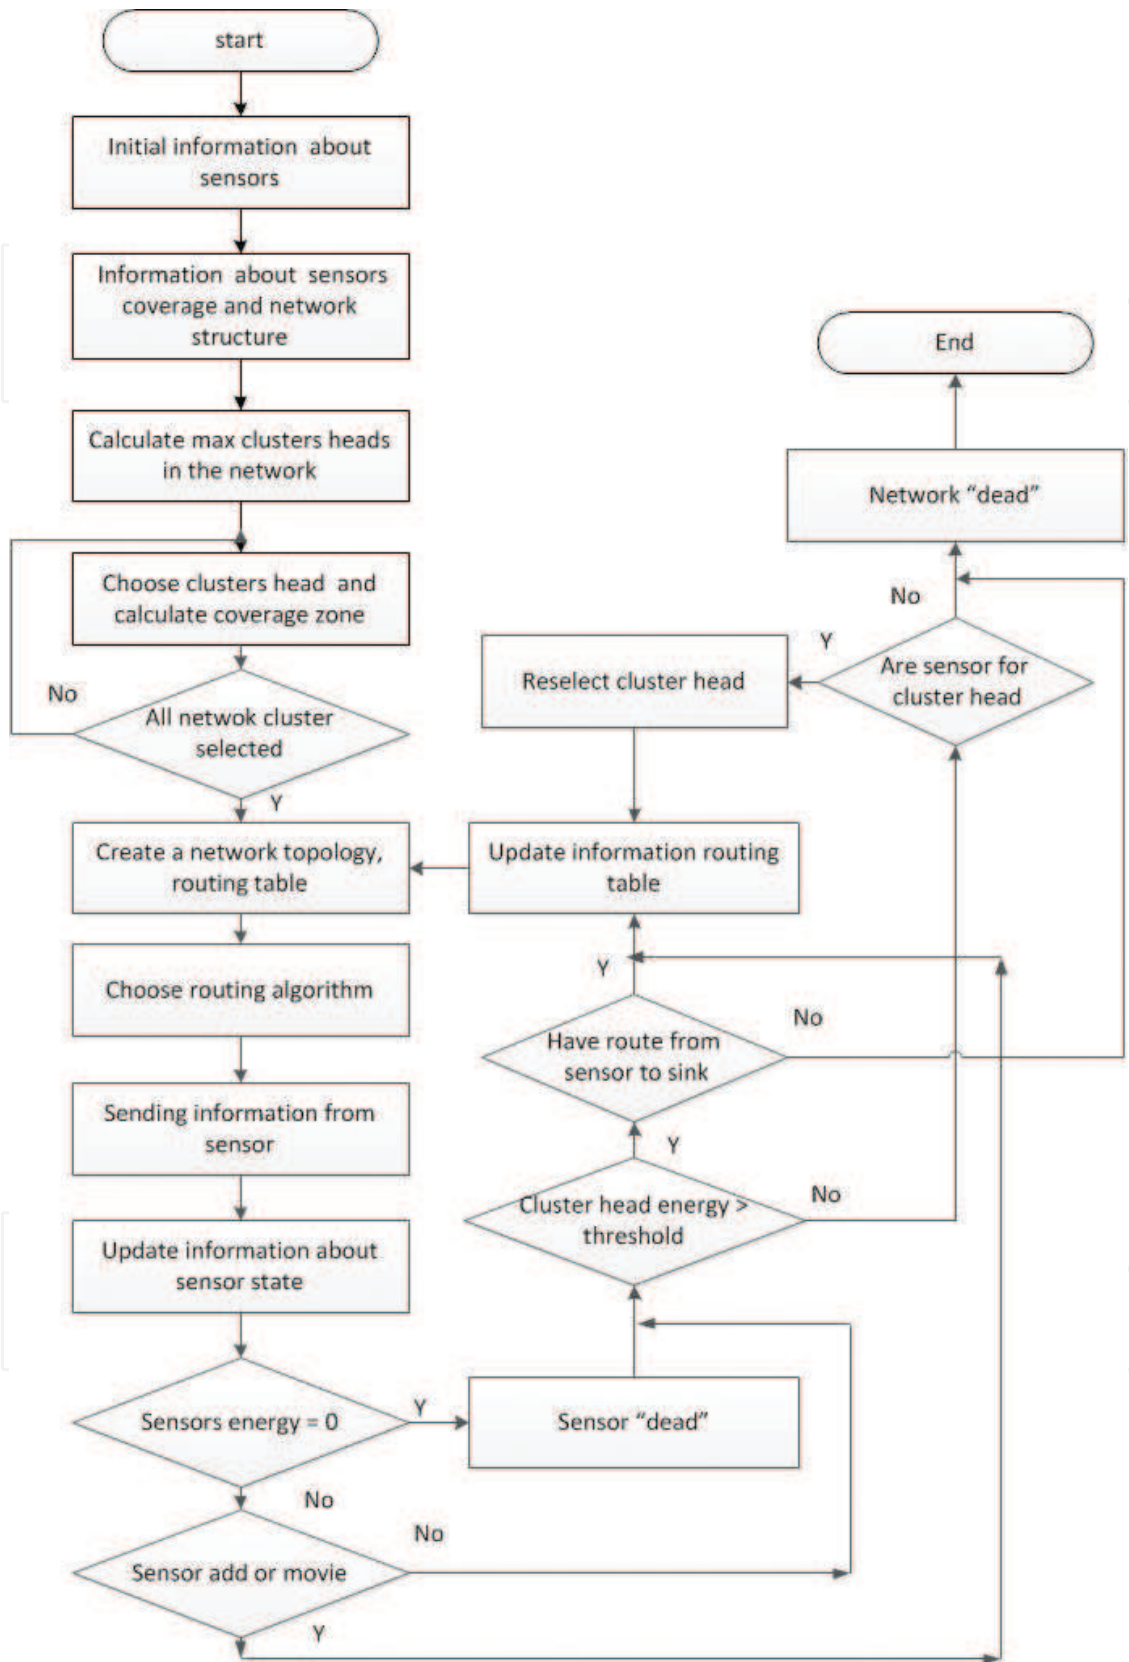 start
Initial information about
sensors
Information about sensors
coverage and network
structure
Calculate max clusters heads
in the network
Choose clusters head and
calculate coverage zone
No
All netwok cluster
selected
Y
Create a network topology,
routing table
Choose routing algorithm
Sending information from
sensor
Update information about
sensor state
Sensors energy = 0
Y
No
Sensor add or movie
No
Y
Sensor “dead”
Cluster head energy >
threshold
No
Y
Have route from
sensor to sink
No
Y
Update information routing
table
Reselect cluster head
Y
Are sensor for
cluster head
No
Network “dead”
End